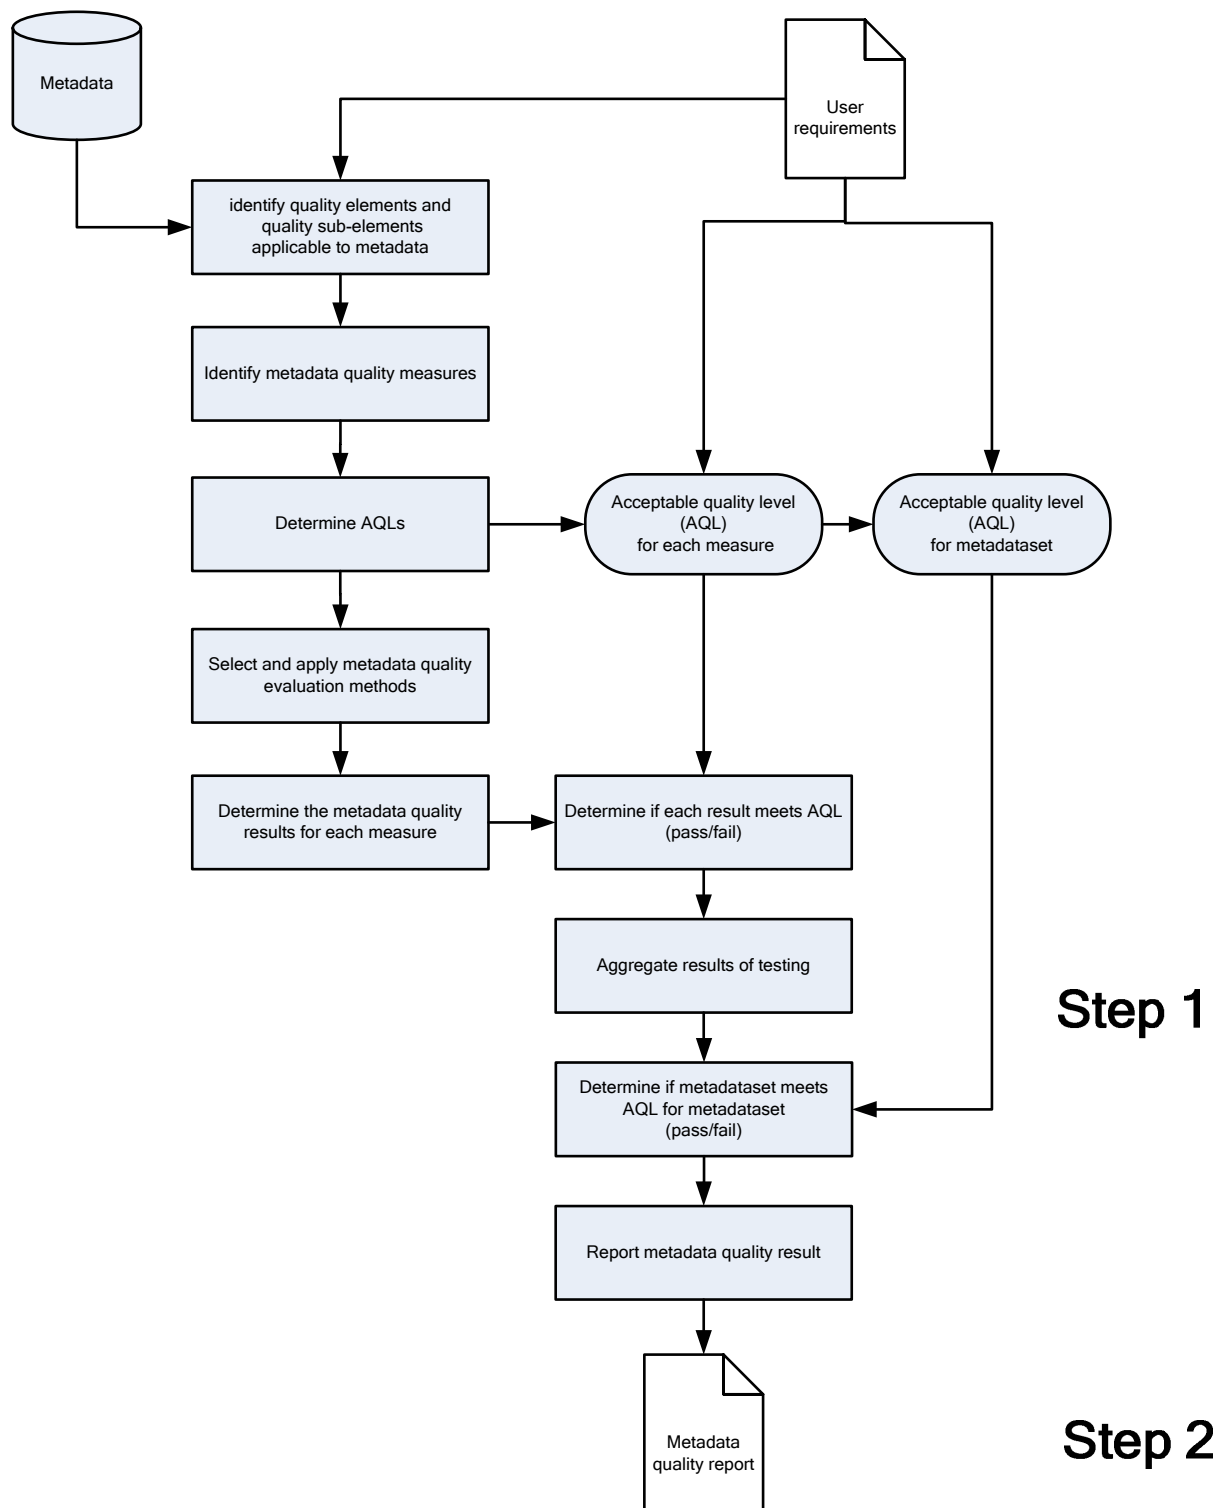 Metadata
User
requirements
identify quality elements and
quality sub-elements
applicable to metadata
Identify metadata quality measures
Determine AQLs
Acceptable quality level
(AQL)
for each measure
Acceptable quality level
(AQL)
for metadataset
Select and apply metadata quality
evaluation methods
Determine the metadata quality
results for each measure
Determine if each result meets AQL
(pass/fail)
Aggregate results of testing
Step 1
Determine if metadataset meets
AQL for metadataset
(pass/fail)
Report metadata quality result
Metadata
quality report
Step 2